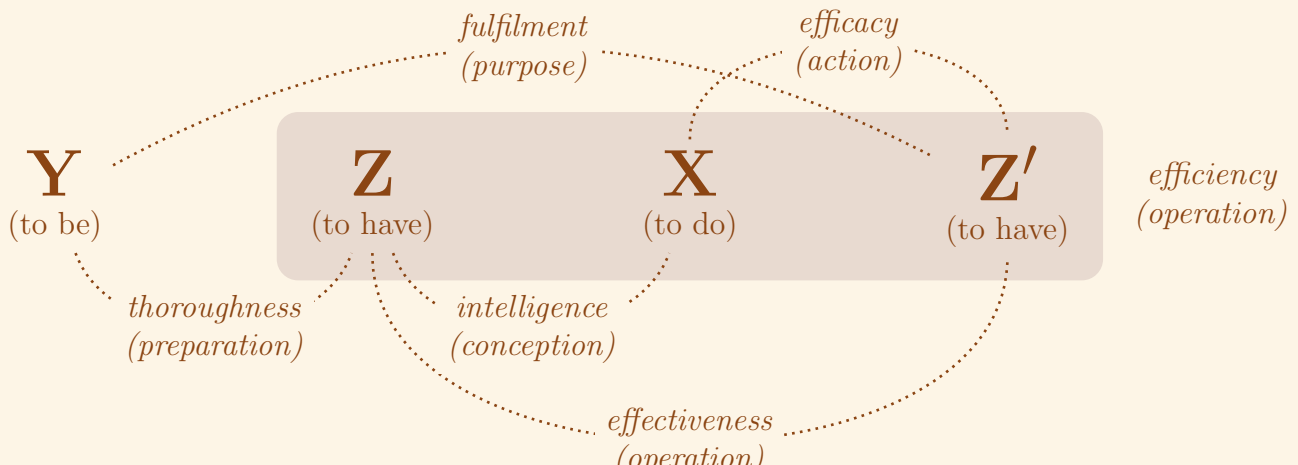 fulfilment
(purpose)
efficacy
(action)
Y
(to be)
Z
(to have)
X
(to do)
Z′
(to have)
efficiency
(operation)
thoroughness
(preparation)
intelligence
(conception)
effectiveness
(operation)